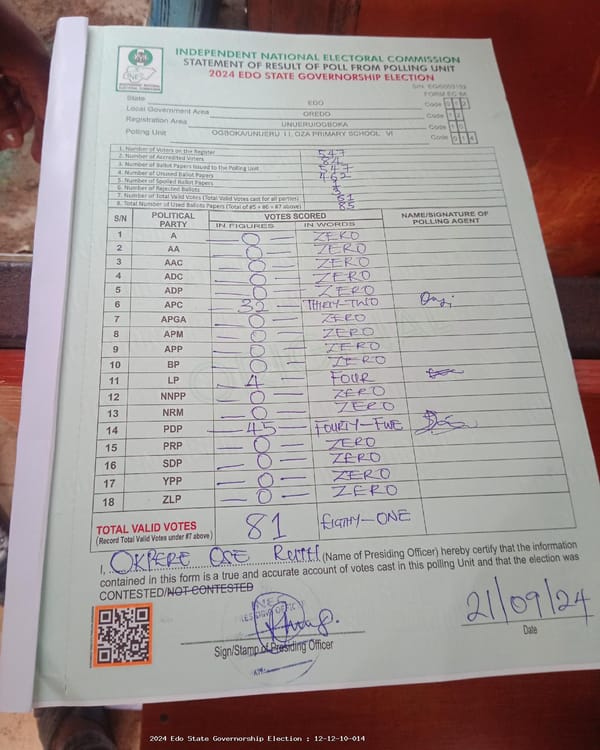 INDEPENDENT NATIONAL ELECTORAL COMMISSION
STATEMENT OF RESULT OF POLL FROM POLLING UNIT
2024 EDO STATE GOVERNORSHIP ELECTION
FORM EC 8A
State EDO Code 0 1 2
Local Government Area OREDO Code 1 2
Registration Area UNUERU/OGBOKA Code 1 0
Polling Unit OGBOKA/UNUERU 11, OZA PRIMARY SCHOOL VI Code 0 1 4
1. Number of Voters on the Register 547
2. Number of Accredited Voters
3. Number of Ballot Papers Issued to the Polling Unit 547
4. Number of Unused Ballot Papers 462
5. Number of Spoiled Ballot Papers
6. Number of Rejected Ballots
7. Number of Total Valid Votes (Total Valid Votes cast for all parties) 81
8. Total Number of Used Ballots Papers (Total of #5 + #6 + #7 above) 85
S/N POLITICAL PARTY VOTES SCORED NAME/SIGNATURE OF POLLING AGENT
IN FIGURES IN WORDS
1 A 0 ZERO
2 AA 0 ZERO
3 AAC 0 ZERO
4 ADC 0 ZERO
5 ADP 0 ZERO
6 APC 32 THIRTY-TWO
7 APGA 0 ZERO
8 APM 0 ZERO
9 APP 0 ZERO
10 BP 0 ZERO
11 LP 4 FOUR
12 NNPP 0 ZERO
13 NRM 0 ZERO
14 PDP 45 FOURTY-FIVE
15 PRP 0 ZERO
16 SDP 0 ZERO
17 YPP 0 ZERO
18 ZLP 0 ZERO
TOTAL VALID VOTES 81 EIGTHY-ONE
(Record Total Valid Votes under #7 above)
I, OKPERE OSE RUTH (Name of Presiding Officer) hereby certify that the information
contained in this form is a true and accurate account of votes cast in this polling Unit and that the election was
CONTESTED/NOT CONTESTED
INEC
PRESIDING OFFICER
21/09/24
Sign/Stamp of Presiding Officer Date
2024 Edo State Governorship Election : 12-12-10-014